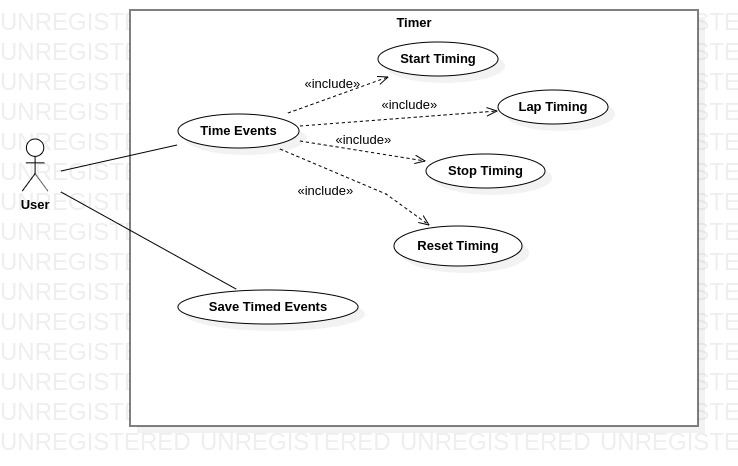 Timer
Start Timing
«include»
«include»
Lap Timing
Time Events
«include»
Stop Timing
«include»
User
Reset Timing
Save Timed Events
UNREGISTERED UNREGISTERED UNREGISTERED UNREGISTE